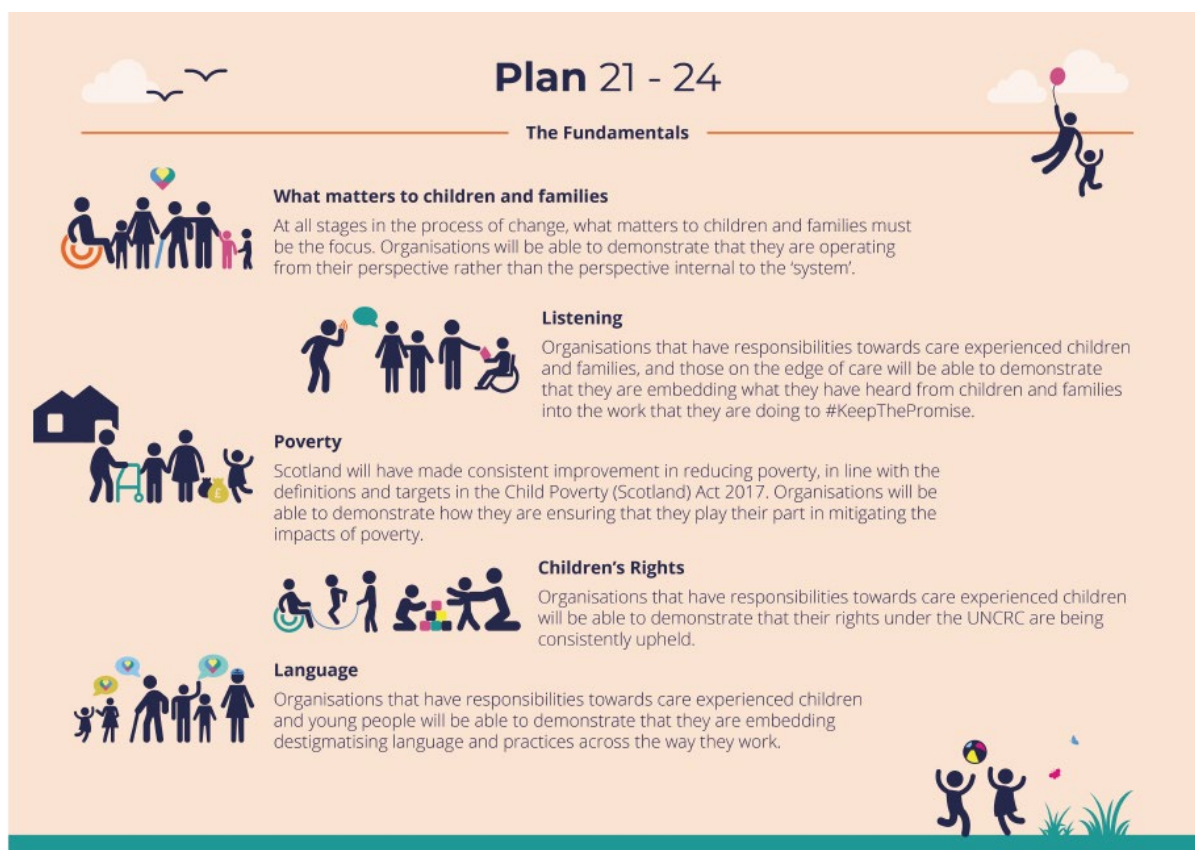 Plan 21 - 24
The Fundamentals
What matters to children and families
At all stages in the process of change, what matters to children and families must
be the focus. Organisations will be able to demonstrate that they are operating
from their perspective rather than the perspective internal to the ‘system’.
Listening
Organisations that have responsibilities towards care experienced children
and families, and those on the edge of care will be able to demonstrate
that they are embedding what they have heard from children and families
into the work that they are doing to #KeepThePromise.
Poverty
Scotland will have made consistent improvement in reducing poverty, in line with the
definitions and targets in the Child Poverty (Scotland) Act 2017. Organisations will be
able to demonstrate how they are ensuring that they play their part in mitigating the
impacts of poverty.
£
Children’s Rights
Organisations that have responsibilities towards care experienced children
will be able to demonstrate that their rights under the UNCRC are being
consistently upheld.
Language
Organisations that have responsibilities towards care experienced children
and young people will be able to demonstrate that they are embedding
destigmatising language and practices across the way they work.